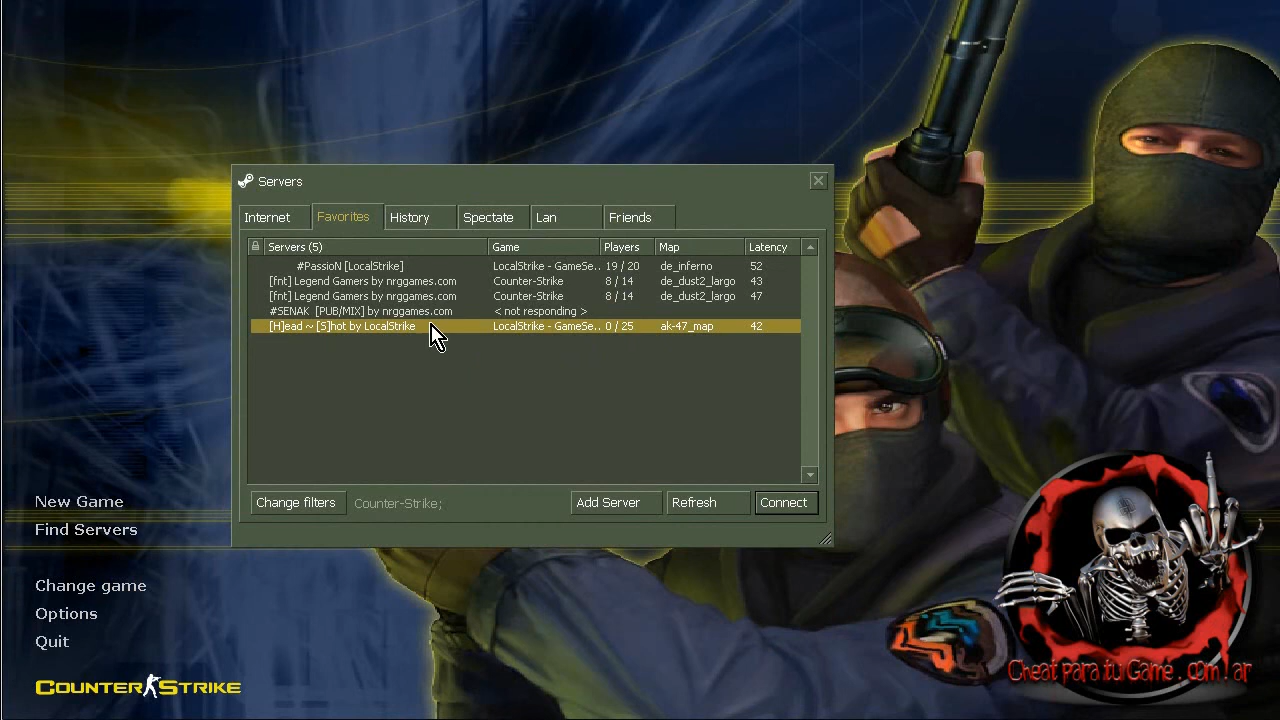 Servers
Internet Favorites History Spectate Lan Friends
Servers (5) Game Players Map Latency
#PassioN [LocalStrike] LocalStrike - GameSe.. 19 / 20 de_inferno 52
[fnt] Legend Gamers by nrggames.com Counter-Strike 8 / 14 de_dust2_largo 43
[fnt] Legend Gamers by nrggames.com Counter-Strike 8 / 14 de_dust2_largo 47
#SENAK [PUB/MIX] by nrggames.com < not responding >
[H]ead ~ [S]hot by LocalStrike LocalStrike - GameSe.. 0 / 25 ak-47_map 42
Change filters Counter-Strike; Add Server Refresh Connect
New Game
Find Servers
Change game
Options
Quit
COUNTER STRIKE
Cheat para tu Game . com . ar